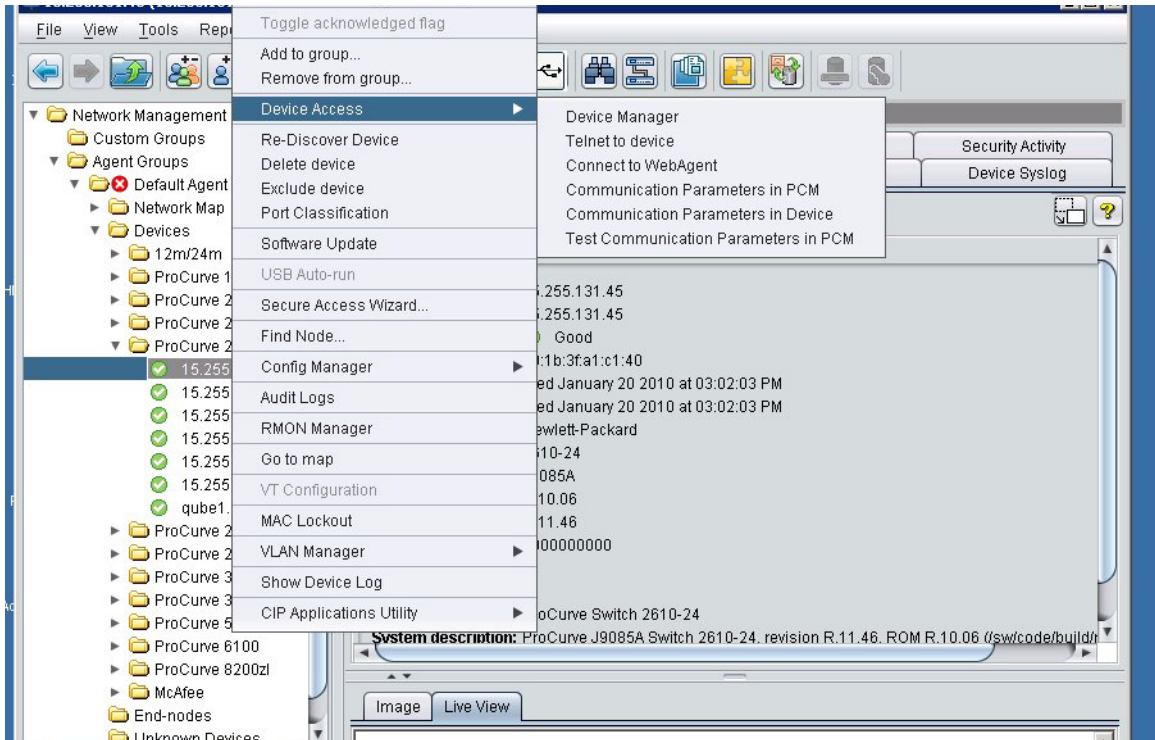 File View Tools Rep
Toggle acknowledged flag
Add to group...
Remove from group...
Device Access
Re-Discover Device
Delete device
Exclude device
Port Classification
Software Update
USB Auto-run
Secure Access Wizard...
Find Node...
Config Manager
Audit Logs
RMON Manager
Go to map
VT Configuration
MAC Lockout
VLAN Manager
Show Device Log
CIP Applications Utility
Device Manager
Telnet to device
Connect to WebAgent
Communication Parameters in PCM
Communication Parameters in Device
Test Communication Parameters in PCM
Network Management
Custom Groups
Agent Groups
Default Agent
Network Map
Devices
12m/24m
ProCurve 1
ProCurve 2
ProCurve 2
ProCurve 2
15.255
15.255
15.255
15.255
15.255
15.255
qube1.
ProCurve 2
ProCurve 2
ProCurve 3
ProCurve 3
ProCurve 5
ProCurve 6100
ProCurve 8200zl
McAfee
End-nodes
Unknown Devices
Security Activity
Device Syslog
.255.131.45
.255.131.45
Good
:1b:3f:a1:c1:40
ed January 20 2010 at 03:02:03 PM
ed January 20 2010 at 03:02:03 PM
ewlett-Packard
10-24
085A
10.06
11.46
00000000
oCurve Switch 2610-24
System description: ProCurve J9085A Switch 2610-24, revision R.11.46, ROM R.10.06 (/sw/code/build/r
Image Live View